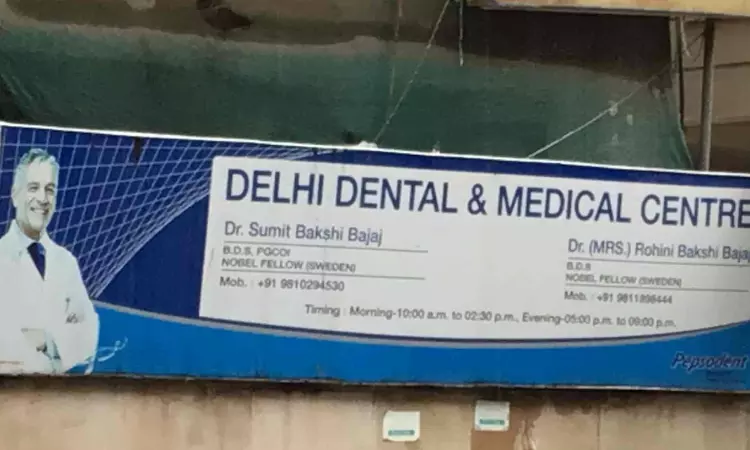 DELHI DENTAL & MEDICAL CENTRE
Dr. Sumit Bakshi Bajaj
B.D.S, PGCOI
NOBEL FELLOW (SWEDEN)
Mob. : +91 9810294530
Dr. (MRS.) Rohini Bakshi Bajaj
B.D.S
NOBEL FELLOW (SWEDEN)
Mob. : +91 9811898444
Timing : Morning-10:00 a.m. to 02:30 p.m., Evening-05:00 p.m. to 09:00 p.m.
Pepsodent